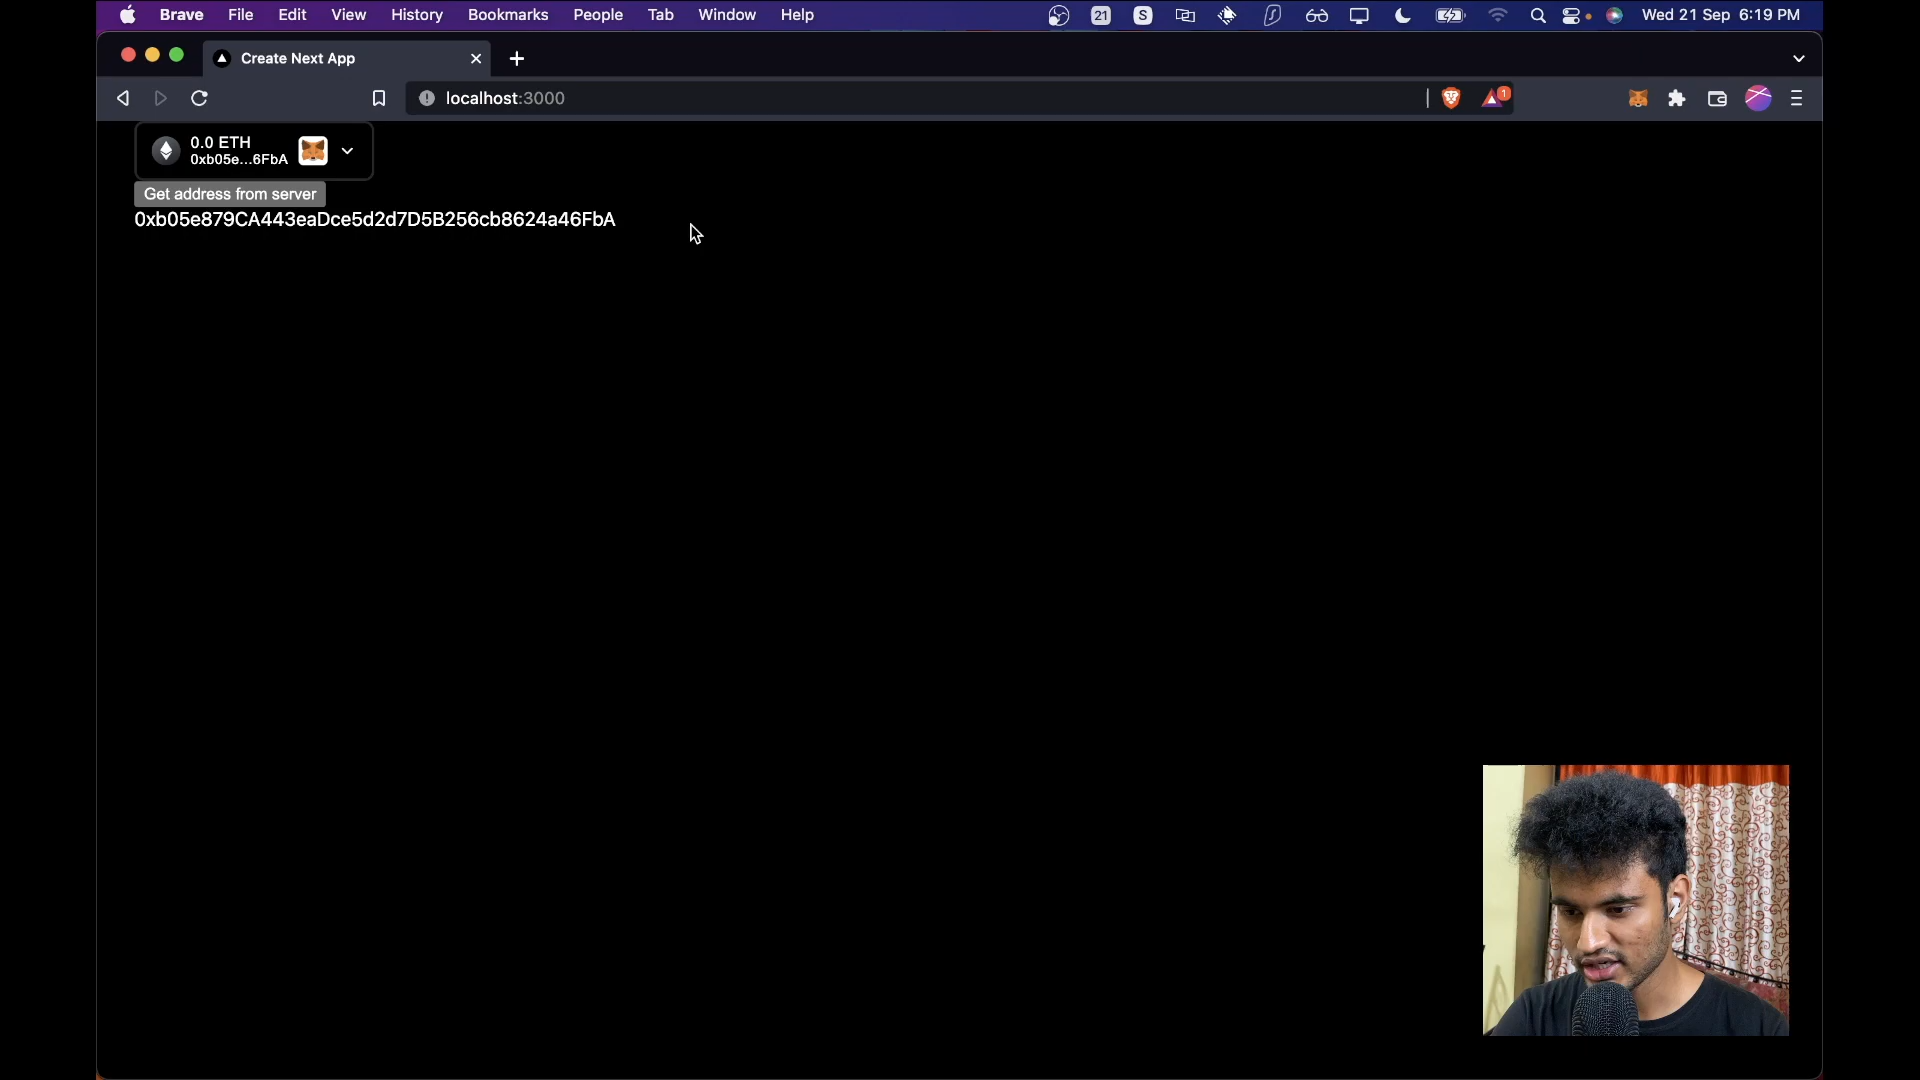 Brave File Edit View History Bookmarks People Tab Window Help 21 S Wed 21 Sep 6:19 PM
Create Next App
localhost:3000 1
0.0 ETH
0xb05e...6FbA
Get address from server
0xb05e879CA443eaDce5d2d7D5B256cb8624a46FbA